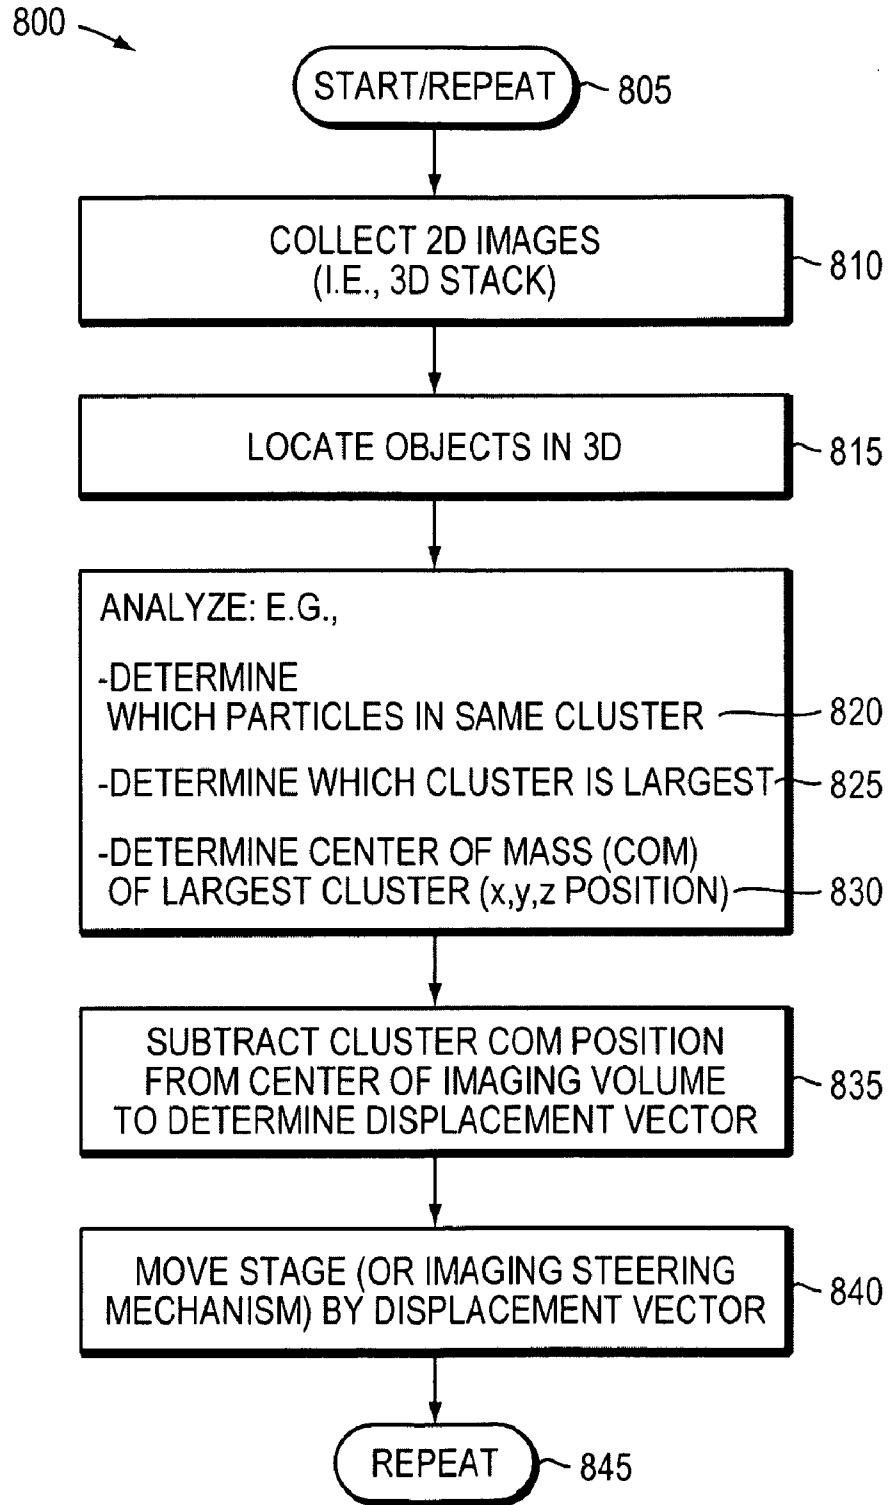 800
START/REPEAT
805
COLLECT 2D IMAGES
(I.E., 3D STACK)
810
LOCATE OBJECTS IN 3D
815
ANALYZE: E.G.,
-DETERMINE
WHICH PARTICLES IN SAME CLUSTER
820
-DETERMINE WHICH CLUSTER IS LARGEST
825
-DETERMINE CENTER OF MASS (COM)
OF LARGEST CLUSTER (x,y,z POSITION)
830
SUBTRACT CLUSTER COM POSITION
FROM CENTER OF IMAGING VOLUME
TO DETERMINE DISPLACEMENT VECTOR
835
MOVE STAGE (OR IMAGING STEERING
MECHANISM) BY DISPLACEMENT VECTOR
840
REPEAT
845